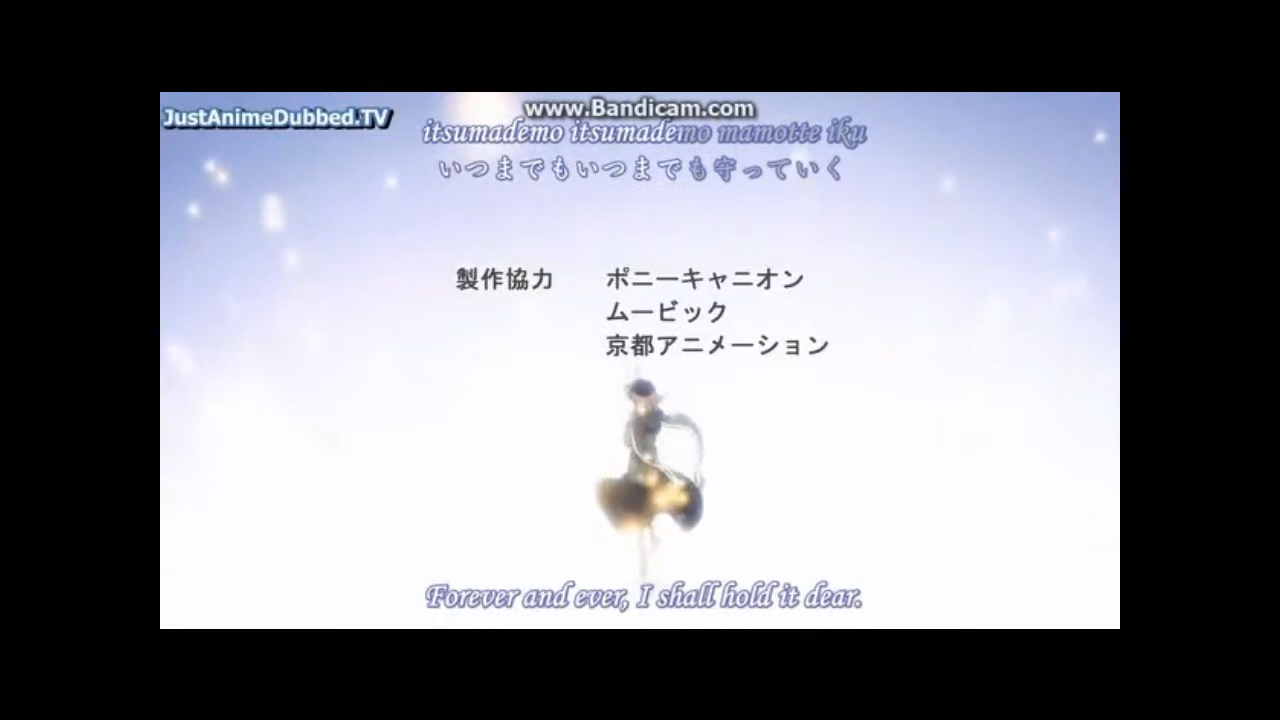 www.Bandicam.com
JustAnimeDubbed.TV
itsumademo itsumademo mamotte iku
いつまでもいつまでも守っていく
製作協力 ポニーキャニオン
ムービック
京都アニメーション
Forever and ever, I shall hold it dear.